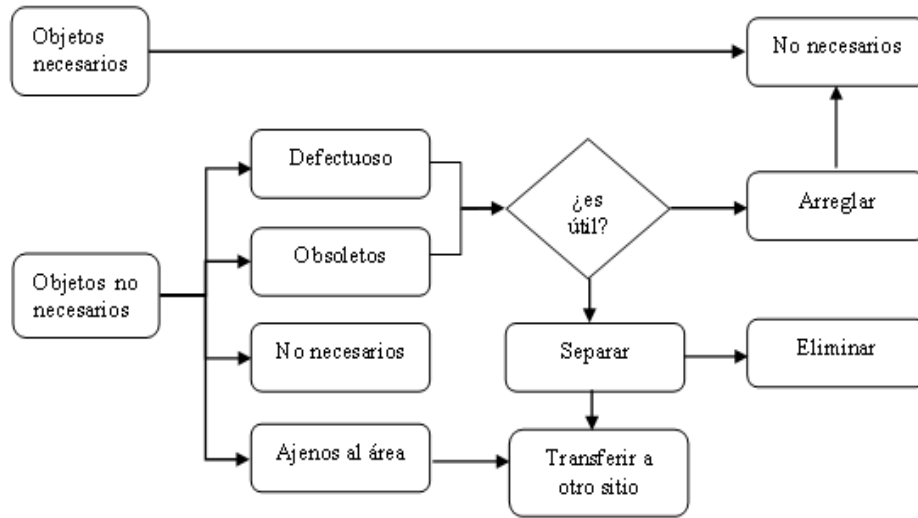 Objetos
necesarios
No necesarios
Defectuoso
¿es
útil?
Arreglar
Obsoletos
Objetos no
necesarios
No necesarios
Separar
Eliminar
Ajenos al área
Transferir a
otro sitio